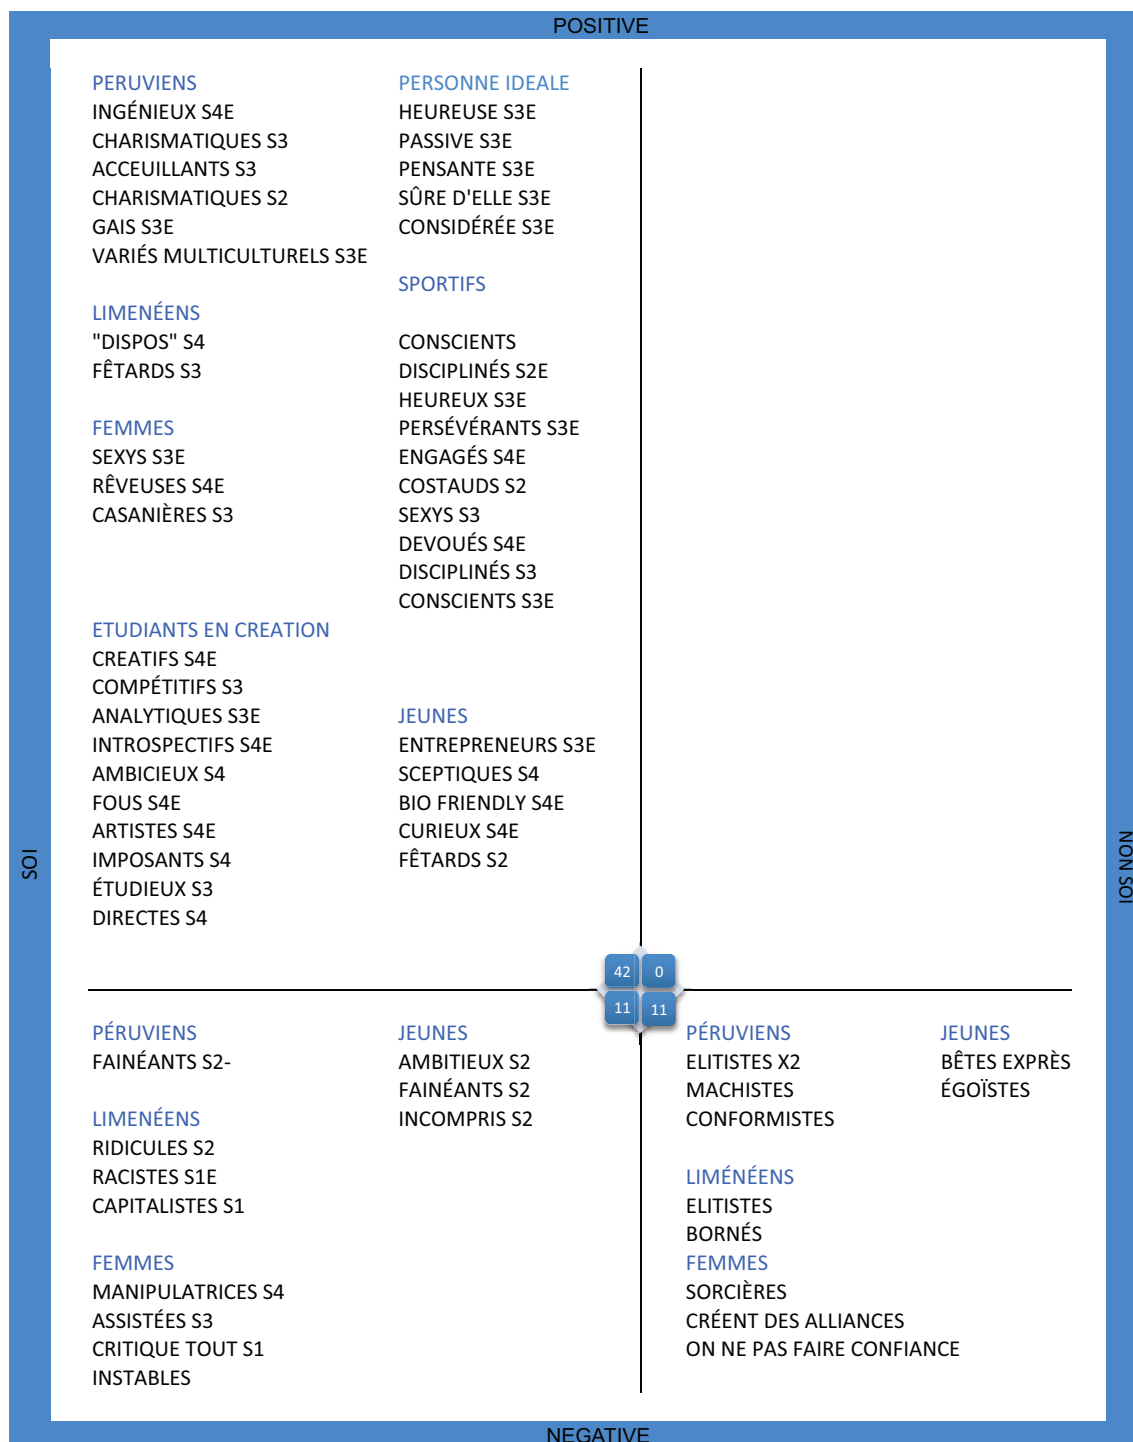 POSITIVE
PERUVIENS
INGÉNIEUX S4E
CHARISMATIQUES S3
ACCEUILLANTS S3
CHARISMATIQUES S2
GAIS S3E
VARIÉS MULTICULTURELS S3E
LIMENÉENS
"DISPOS" S4
FÊTARDS S3
FEMMES
SEXYS S3E
RÊVEUSES S4E
CASANIÈRES S3
ETUDIANTS EN CREATION
CREATIFS S4E
COMPÉTITIFS S3
ANALYTIQUES S3E
INTROSPECTIFS S4E
AMBICIEUX S4
FOUS S4E
ARTISTES S4E
IMPOSANTS S4
ÉTUDIEUX S3
DIRECTES S4
PERSONNE IDEALE
HEUREUSE S3E
PASSIVE S3E
PENSANTE S3E
SÛRE D'ELLE S3E
CONSIDÉRÉE S3E
SPORTIFS
CONSCIENTS
DISCIPLINÉS S2E
HEUREUX S3E
PERSÉVÉRANTS S3E
ENGAGÉS S4E
COSTAUDS S2
SEXYS S3
DEVOUÉS S4E
DISCIPLINÉS S3
CONSCIENTS S3E
JEUNES
ENTREPRENEURS S3E
SCEPTIQUES S4
BIO FRIENDLY S4E
CURIEUX S4E
FÊTARDS S2
SOI
NON SOI
42 0
11 11
PÉRUVIENS
FAINÉANTS S2-
LIMENÉENS
RIDICULES S2
RACISTES S1E
CAPITALISTES S1
FEMMES
MANIPULATRICES S4
ASSISTÉES S3
CRITIQUE TOUT S1
INSTABLES
JEUNES
AMBITIEUX S2
FAINÉANTS S2
INCOMPRIS S2
PÉRUVIENS
ELITISTES X2
MACHISTES
CONFORMISTES
LIMÉNÉENS
ELITISTES
BORNÉS
FEMMES
SORCIÈRES
CRÉENT DES ALLIANCES
ON NE PAS FAIRE CONFIANCE
JEUNES
BÊTES EXPRÈS
ÉGOÏSTES
NEGATIVE